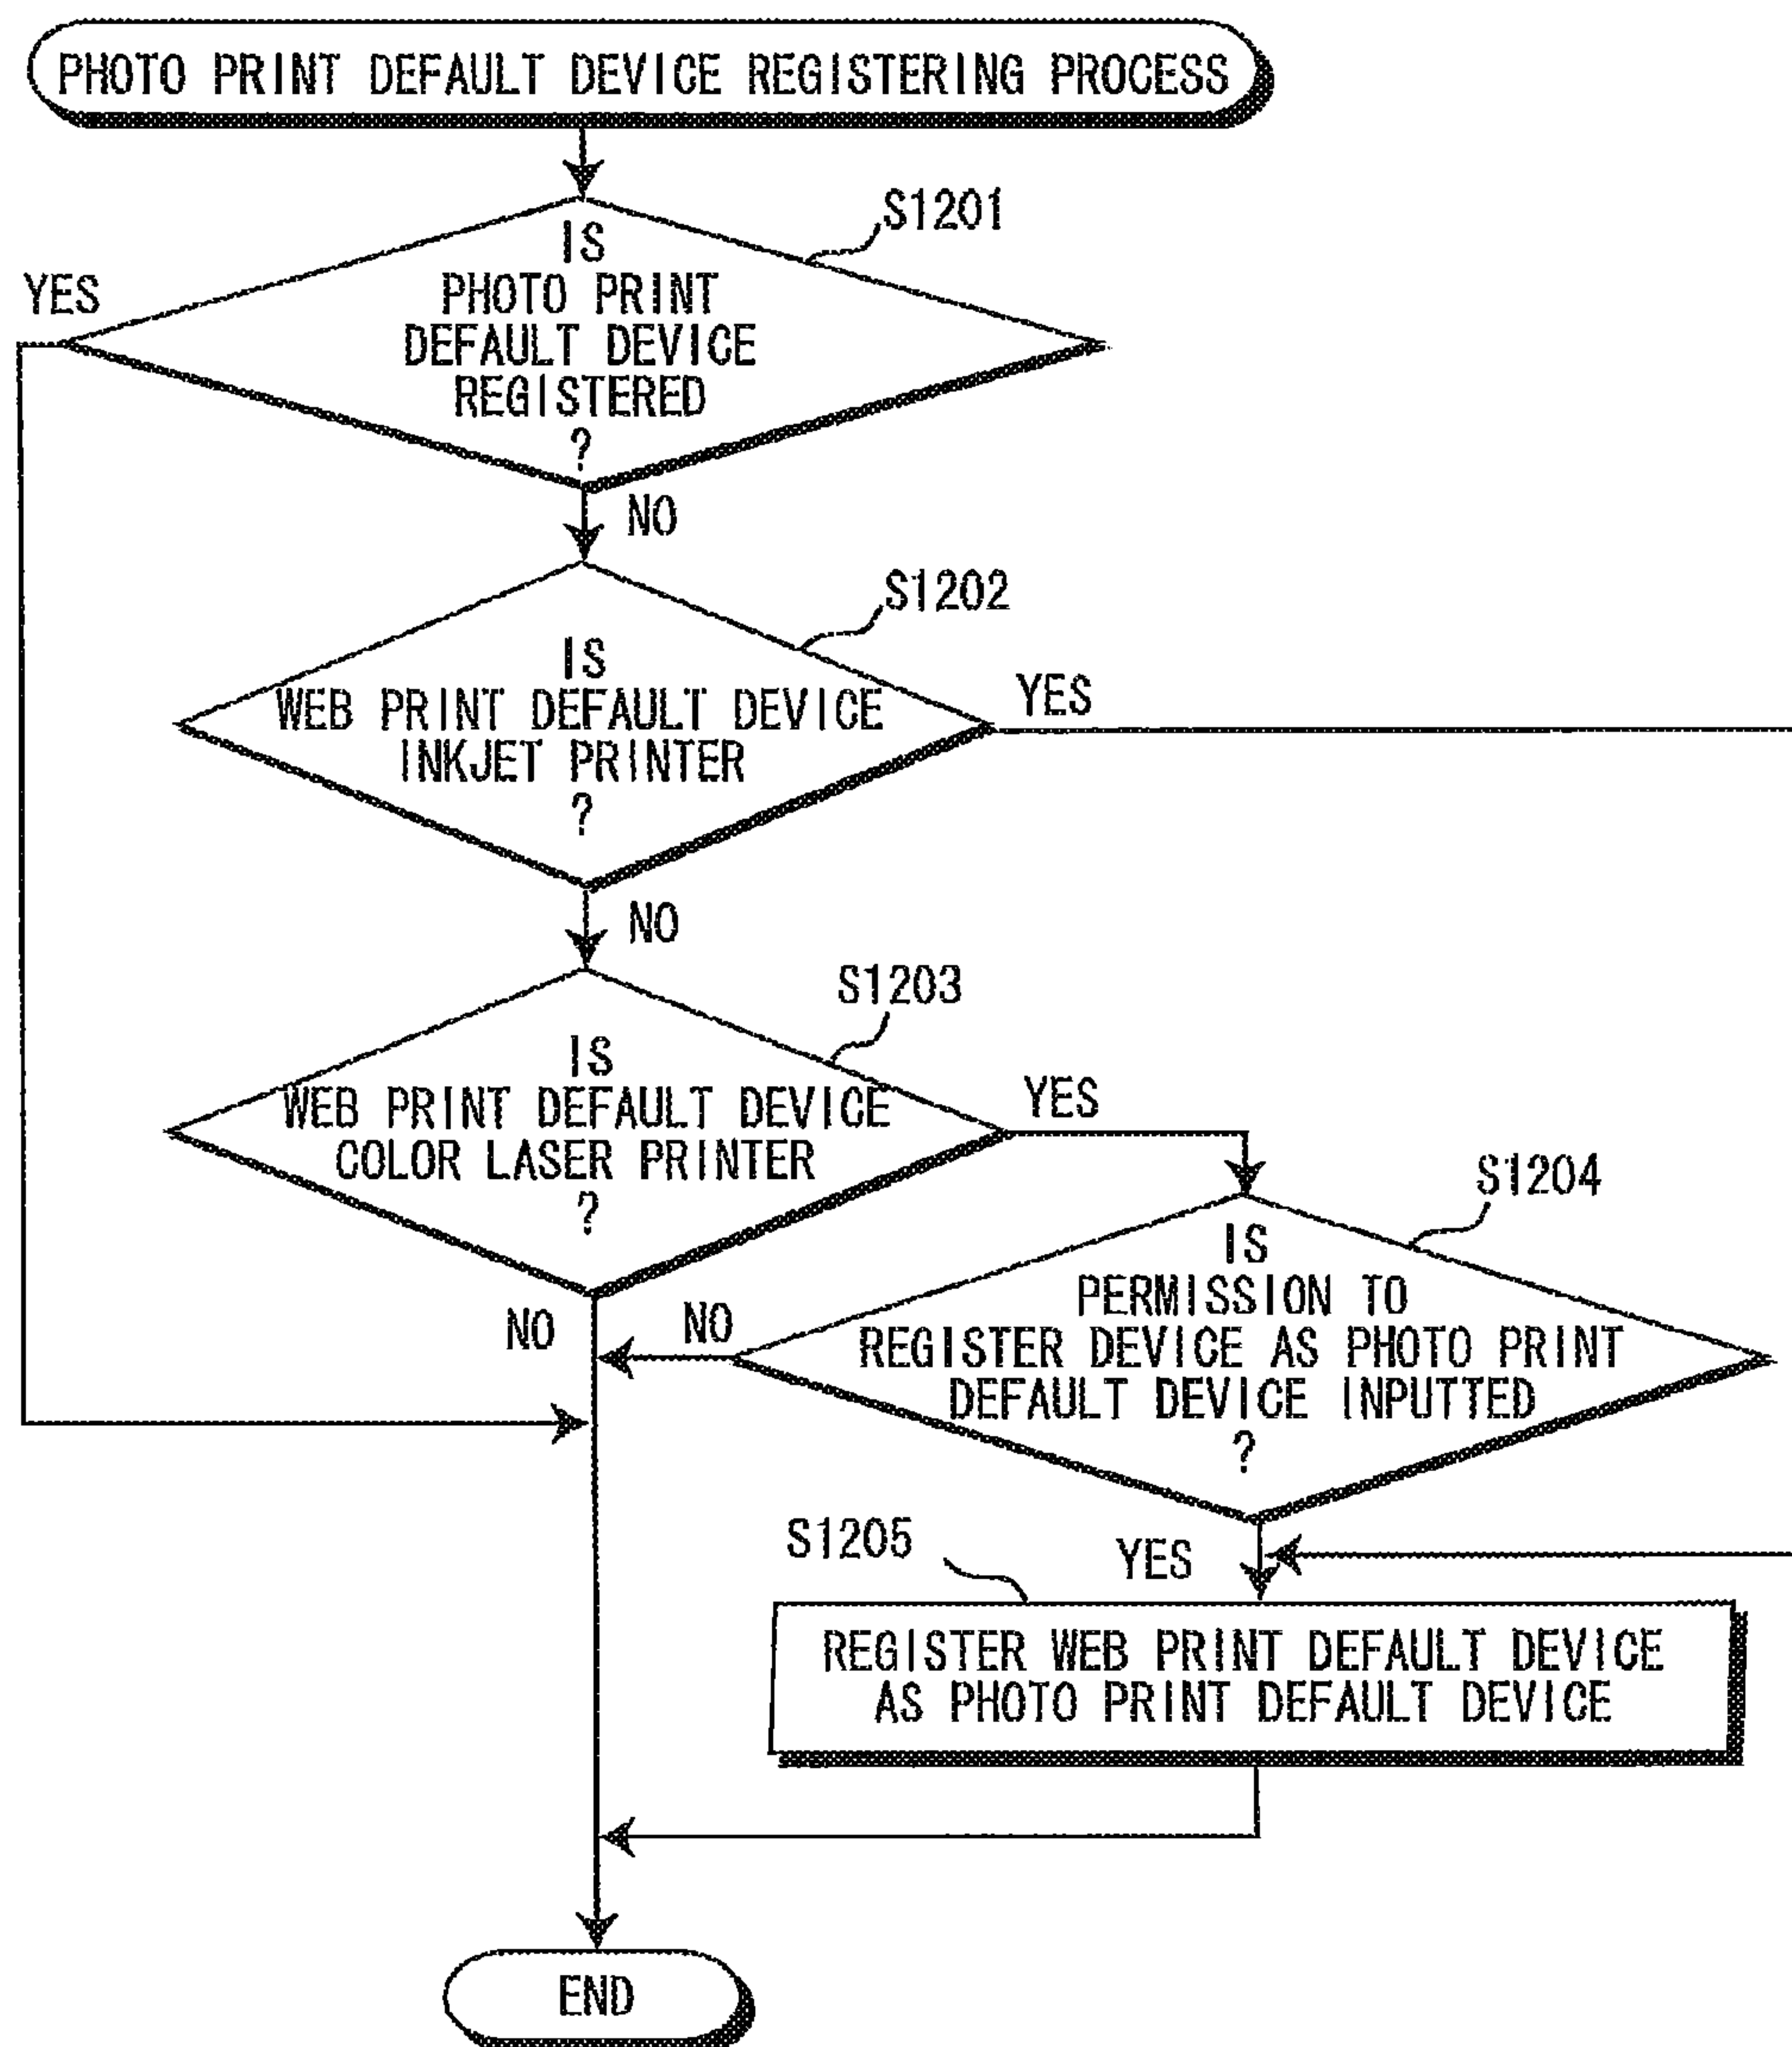 PHOTO PRINT DEFAULT DEVICE REGISTERING PROCESS
S1201
IS
PHOTO PRINT
DEFAULT DEVICE
REGISTERED
?
YES
NO
S1202
IS
WEB PRINT DEFAULT DEVICE
INKJET PRINTER
?
YES
NO
S1203
IS
WEB PRINT DEFAULT DEVICE
COLOR LASER PRINTER
?
YES
NO
S1204
IS
PERMISSION TO
REGISTER DEVICE AS PHOTO PRINT
DEFAULT DEVICE INPUTTED
?
NO
YES
S1205
REGISTER WEB PRINT DEFAULT DEVICE
AS PHOTO PRINT DEFAULT DEVICE
END